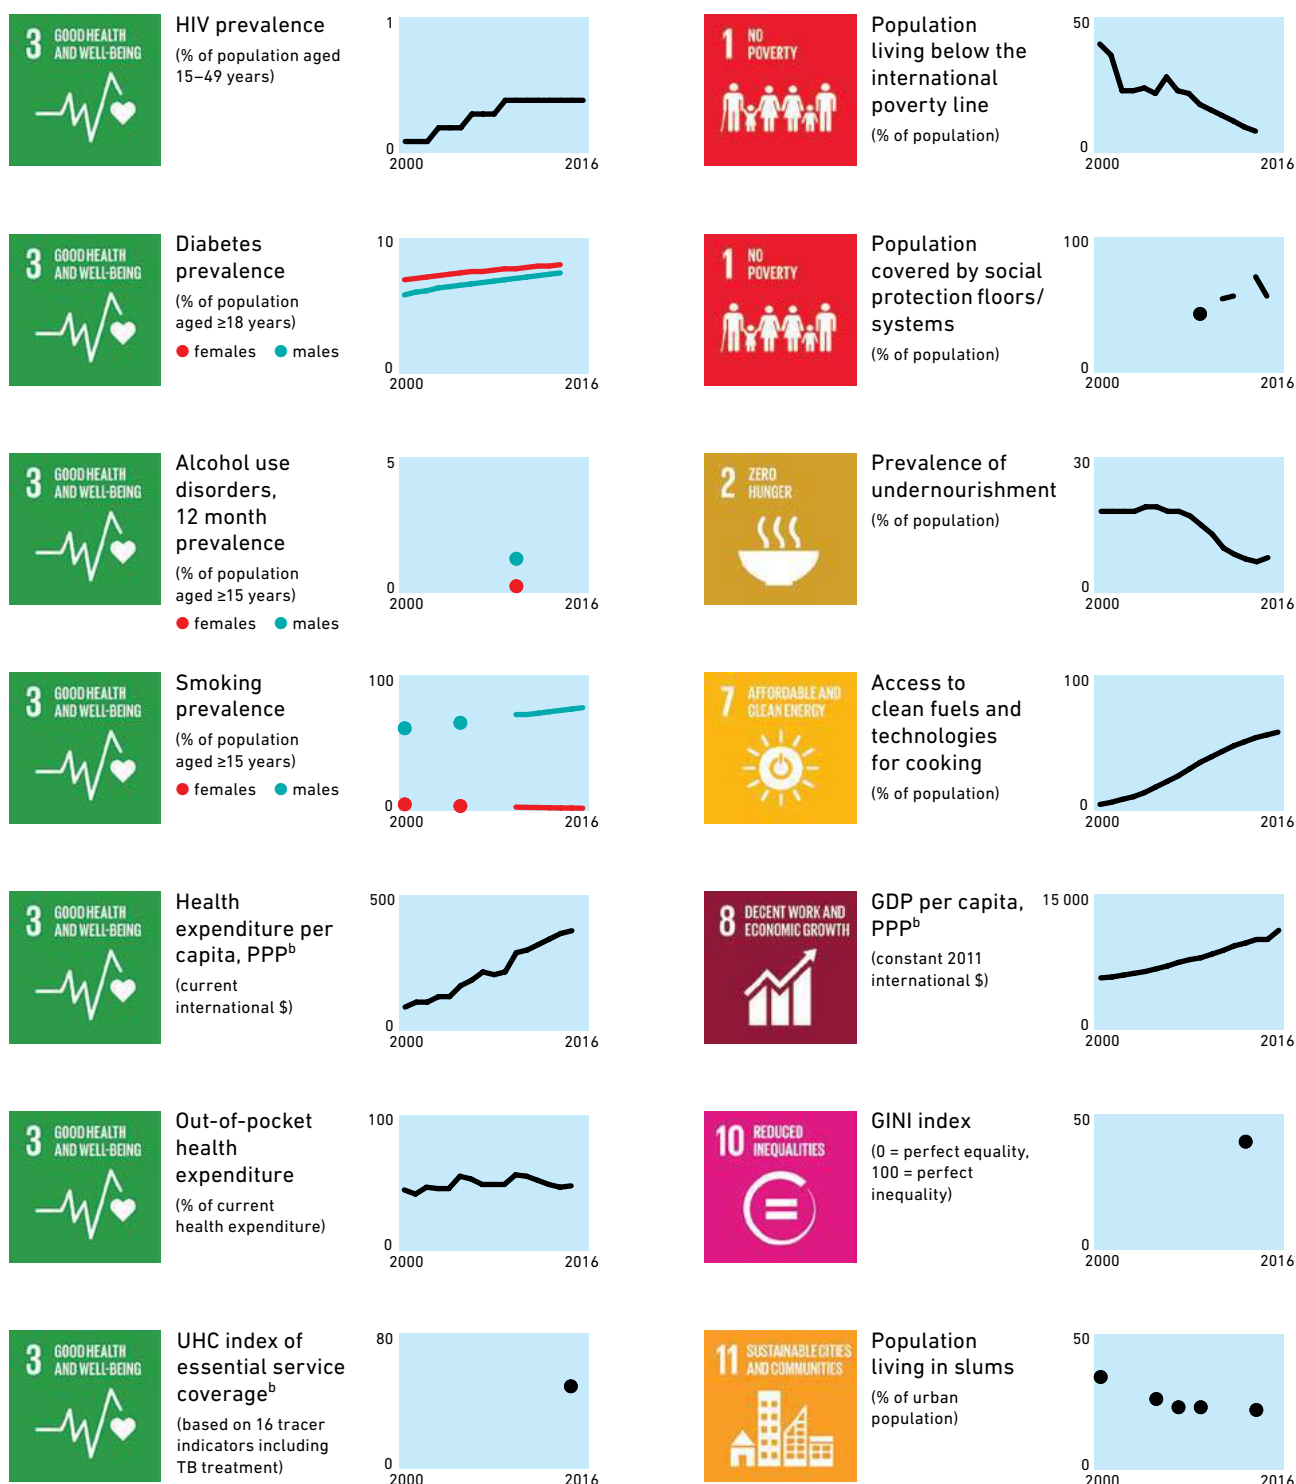 3 GOOD HEALTH
AND WELL-BEING
HIV prevalence
(% of population aged
15–49 years)
1
0
2000 2016
1 NO
POVERTY
Population
living below the
international
poverty line
(% of population)
50
0
2000 2016
3 GOOD HEALTH
AND WELL-BEING
Diabetes
prevalence
(% of population
aged ≥18 years)
females males
10
0
2000 2016
1 NO
POVERTY
Population
covered by social
protection floors/
systems
(% of population)
100
0
2000 2016
3 GOOD HEALTH
AND WELL-BEING
Alcohol use
disorders,
12 month
prevalence
(% of population
aged ≥15 years)
females males
5
0
2000 2016
2 ZERO
HUNGER
Prevalence of
undernourishment
(% of population)
30
0
2000 2016
3 GOOD HEALTH
AND WELL-BEING
Smoking
prevalence
(% of population
aged ≥15 years)
females males
100
0
2000 2016
7 AFFORDABLE AND
CLEAN ENERGY
Access to
clean fuels and
technologies
for cooking
(% of population)
100
0
2000 2016
3 GOOD HEALTH
AND WELL-BEING
Health
expenditure per
capita, PPPᵇ
(current
international $)
500
0
2000 2016
8 DECENT WORK AND
ECONOMIC GROWTH
GDP per capita,
PPPᵇ
(constant 2011
international $)
15 000
0
2000 2016
3 GOOD HEALTH
AND WELL-BEING
Out-of-pocket
health
expenditure
(% of current
health expenditure)
100
0
2000 2016
10 REDUCED
INEQUALITIES
GINI index
(0 = perfect equality,
100 = perfect
inequality)
50
0
2000 2016
3 GOOD HEALTH
AND WELL-BEING
UHC index of
essential service
coverageᵇ
(based on 16 tracer
indicators including
TB treatment)
80
0
2000 2016
11 SUSTAINABLE CITIES
AND COMMUNITIES
Population
living in slums
(% of urban
population)
50
0
2000 2016